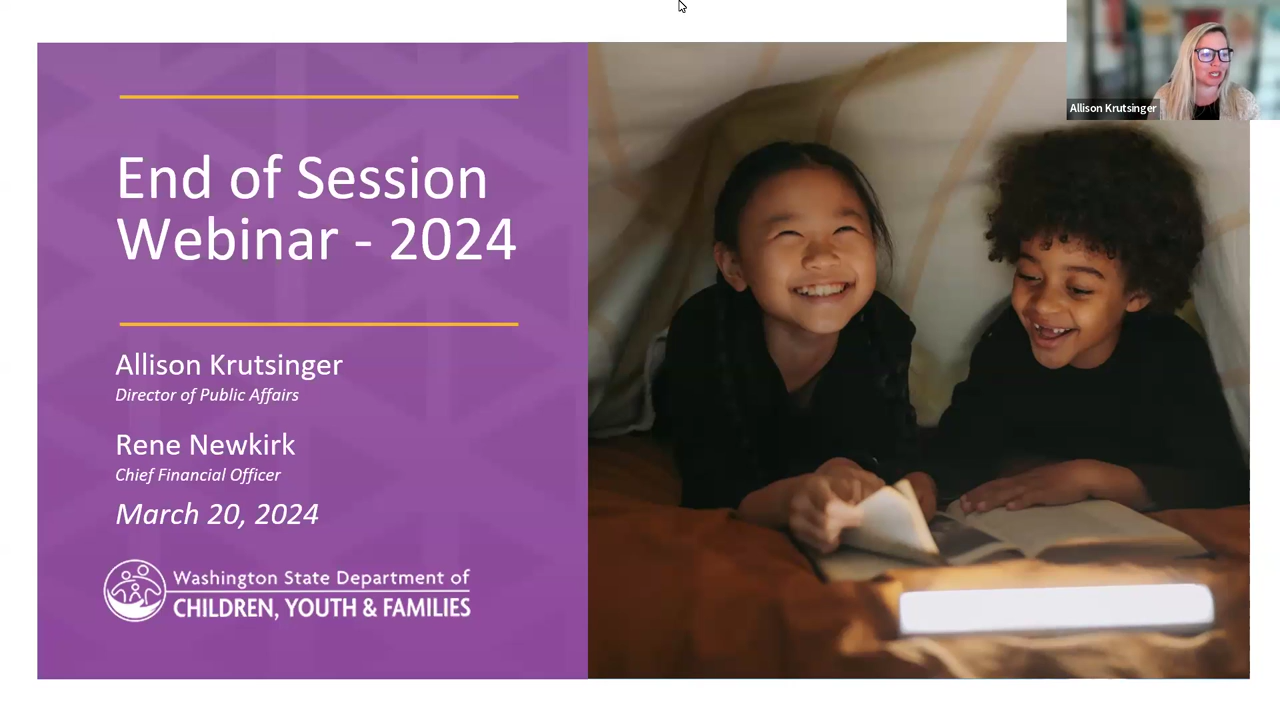 End of Session
Webinar - 2024
Allison Krutsinger
Director of Public Affairs
Rene Newkirk
Chief Financial Officer
March 20, 2024
Washington State Department of
CHILDREN, YOUTH & FAMILIES
Allison Krutsinger